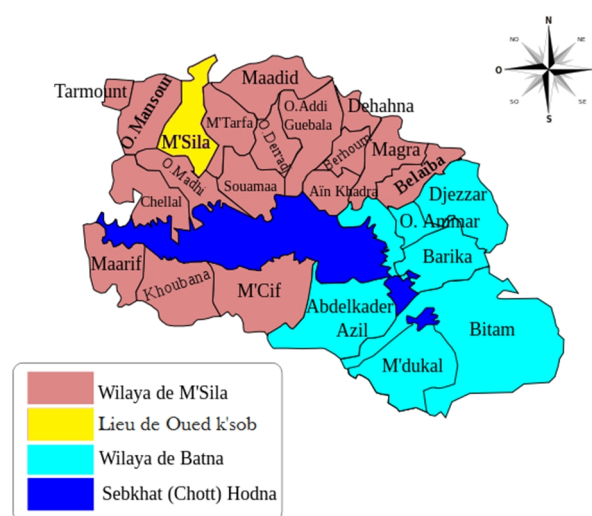 N
NO
NE
O
E
SO
SE
S
Maadid
Tarmount
O. Mansour
M'Sila
M'Tarfa
O.Addi
Guebala
Dehahna
O Derradj
Berhoum
Magra
Belaïba
O.Madhi
Souamaa
Aïn Khadra
Chellal
Djezzar
O. Ammar
Barika
Maarif
Khoubana
M'Cif
Abdelkader
Azil
Bitam
M'dukal
Wilaya de M'Sila
Lieu de Oued k'sob
Wilaya de Batna
Sebkhat (Chott) Hodna